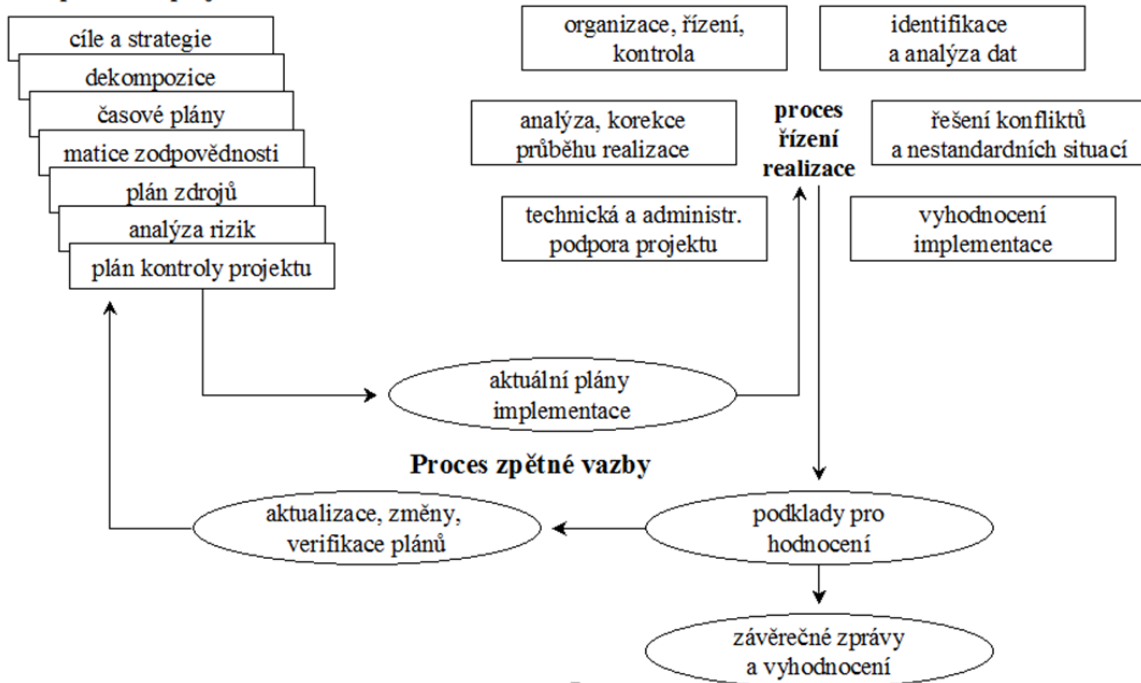 cíle a strategie
dekompozice
časové plány
matice zodpovědnosti
plán zdrojů
analýza rizik
plán kontroly projektu
organizace, řízení,
kontrola
identifikace
a analýza dat
analýza, korekce
průběhu realizace
proces
řízení
realizace
řešení konfliktů
a nestandardních situací
technická a administr.
podpora projektu
vyhodnocení
implementace
aktuální plány
implementace
Proces zpětné vazby
aktualizace, změny,
verifikace plánů
podklady pro
hodnocení
závěrečné zprávy
a vyhodnocení